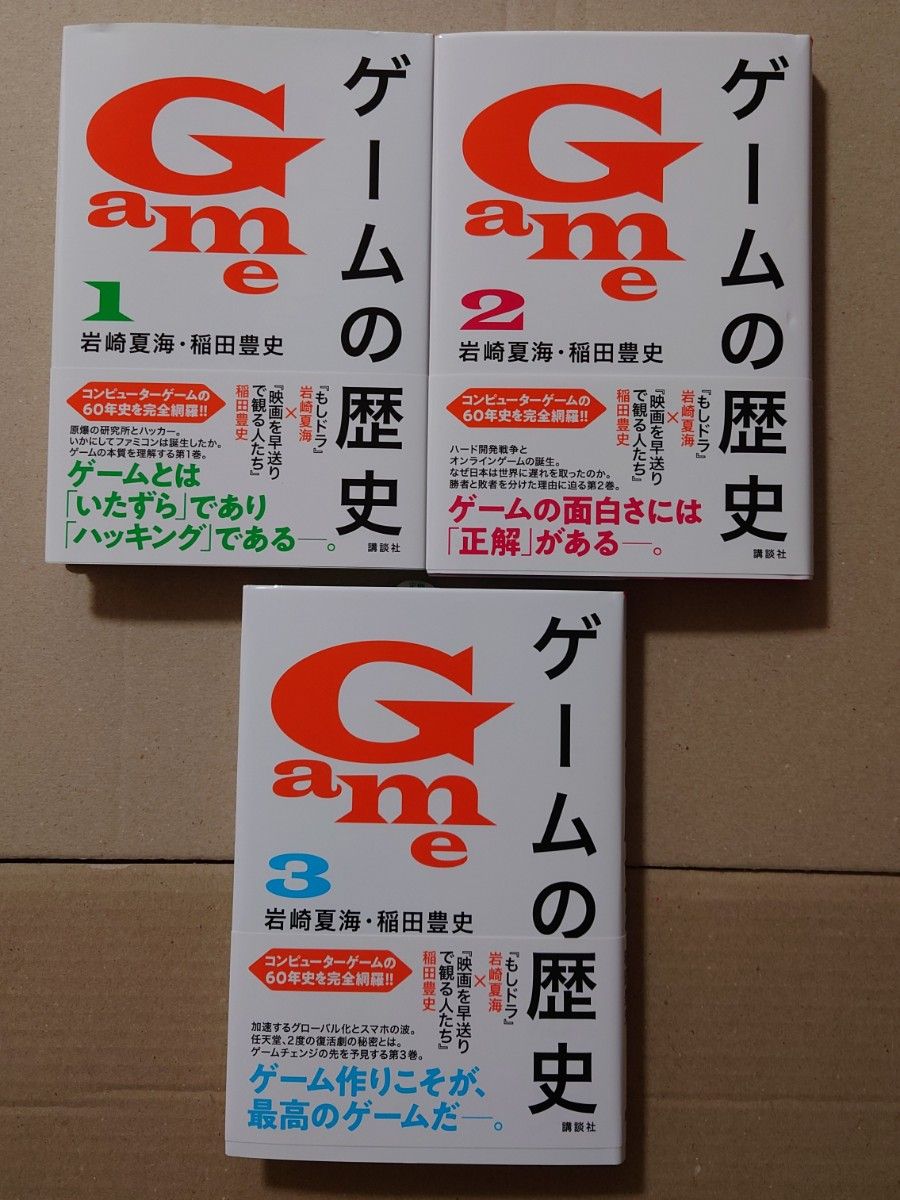 ゲームの歴史
Game
1
岩崎夏海・稲田豊史
コンピューターゲームの
60年史を完全網羅!!
『もしドラ』
岩崎夏海
×
『映画を早送り
で観る人たち』
稲田豊史
原爆の研究所とハッカー。
いかにしてファミコンは誕生したか。
ゲームの本質を理解する第1巻。
ゲームとは
「いたずら」であり
「ハッキング」である―。
講談社
ゲームの歴史
Game
2
岩崎夏海・稲田豊史
コンピューターゲームの
60年史を完全網羅!!
『もしドラ』
岩崎夏海
×
『映画を早送り
で観る人たち』
稲田豊史
ハード開発戦争と
オンラインゲームの誕生。
なぜ日本は世界に遅れを取ったのか。
勝者と敗者を分けた理由に迫る第2巻。
ゲームの面白さには
「正解」がある―。
講談社
ゲームの歴史
Game
3
岩崎夏海・稲田豊史
コンピューターゲームの
60年史を完全網羅!!
『もしドラ』
岩崎夏海
×
『映画を早送り
で観る人たち』
稲田豊史
加速するグローバル化とスマホの波。
任天堂、2度の復活劇の秘密とは。
ゲームチェンジの先を予見する第3巻。
ゲーム作りこそが、
最高のゲームだ―。
講談社